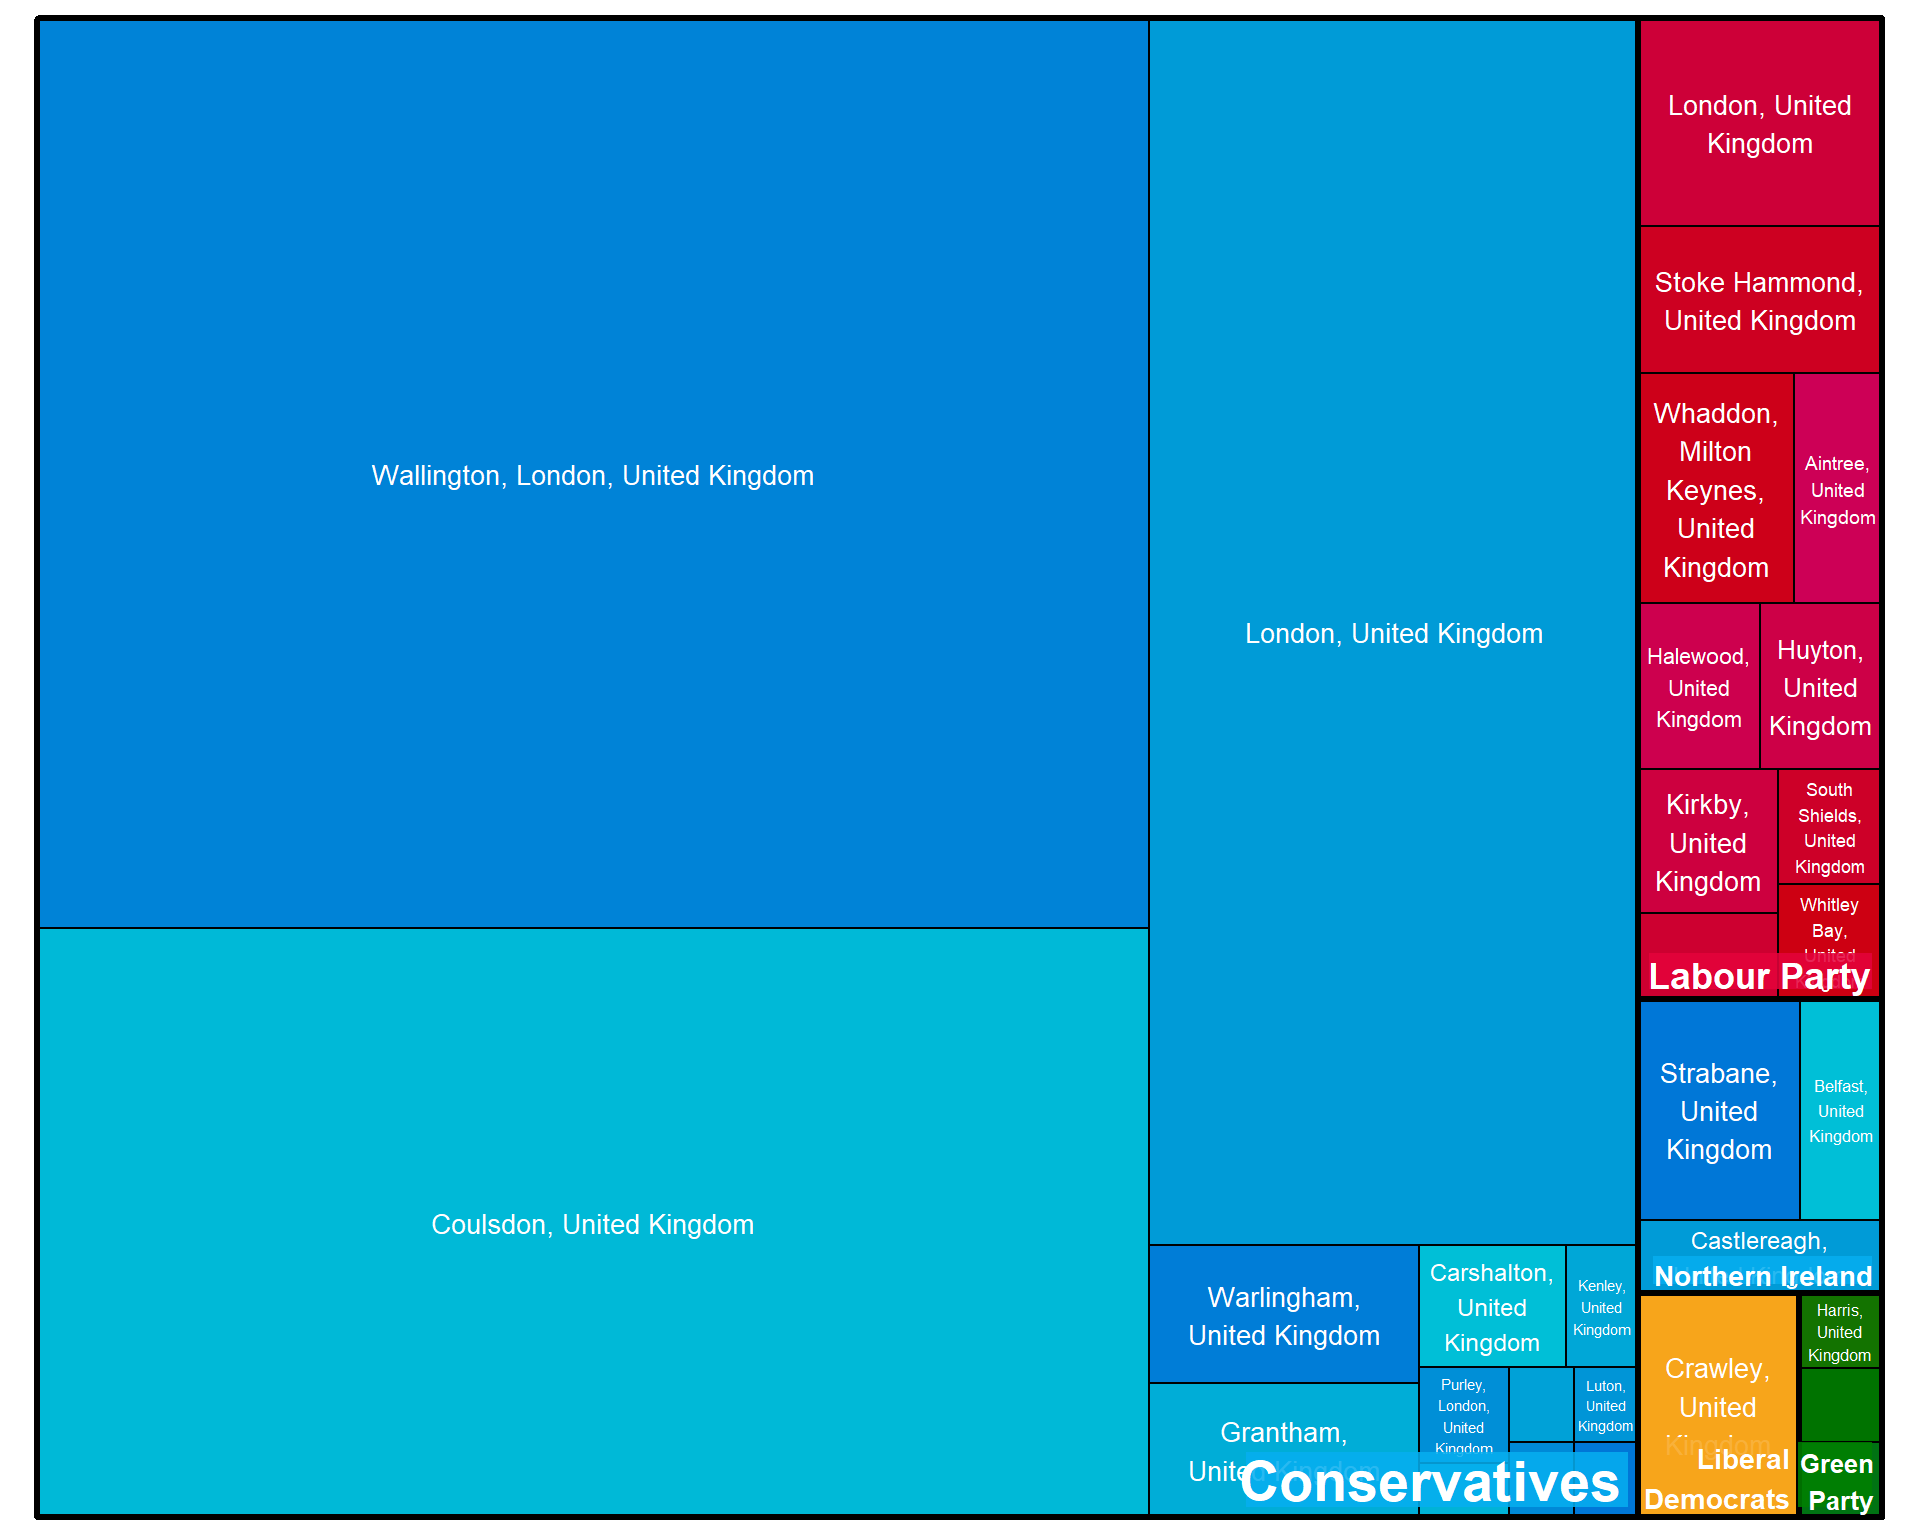 Wallington, London, United Kingdom
Coulsdon, United Kingdom
London, United Kingdom
Warlingham,
United Kingdom
Grantham,
Carshalton,
United
Kingdom
Kenley,
United
Kingdom
Purley,
London,
United
Kingdom
Luton,
United
Kingdom
Conservatives
London, United
Kingdom
Stoke Hammond,
United Kingdom
Whaddon,
Milton
Keynes,
United
Kingdom
Aintree,
United
Kingdom
Halewood,
United
Kingdom
Huyton,
United
Kingdom
Kirkby,
United
Kingdom
South
Shields,
United
Kingdom
Whitley
Bay,
United
Labour Party
Strabane,
United
Kingdom
Belfast,
United
Kingdom
Castlereagh,
Northern Ireland
Crawley,
United
Kingdom
Liberal
Democrats
Harris,
United
Kingdom
Green
Party